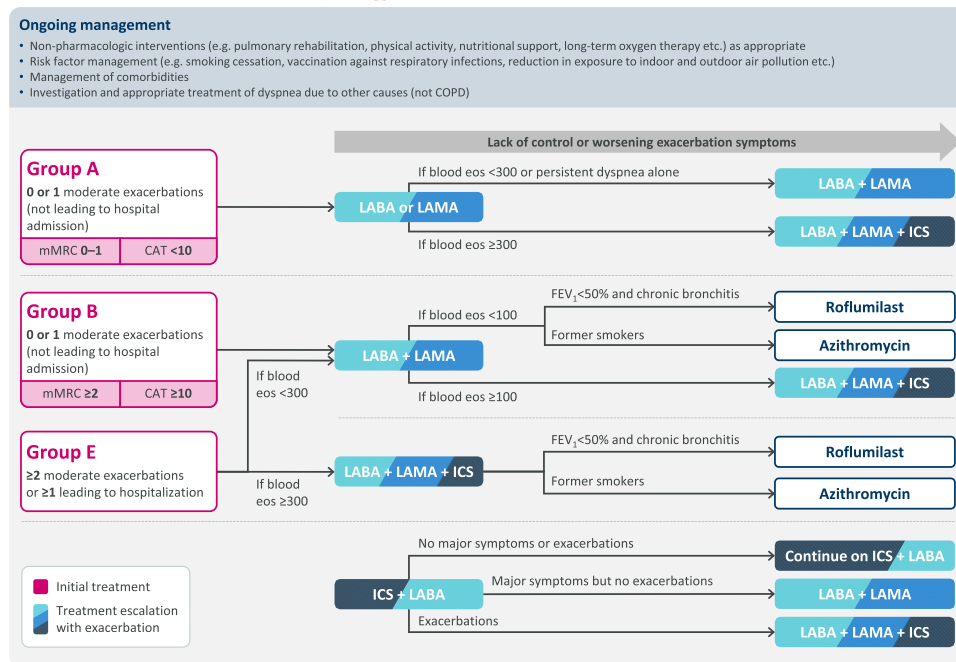 Ongoing management
• Non-pharmacologic interventions (e.g. pulmonary rehabilitation, physical activity, nutritional support, long-term oxygen therapy etc.) as appropriate
• Risk factor management (e.g. smoking cessation, vaccination against respiratory infections, reduction in exposure to indoor and outdoor air pollution etc.)
• Management of comorbidities
• Investigation and appropriate treatment of dyspnea due to other causes (not COPD)
Lack of control or worsening exacerbation symptoms
Group A
0 or 1 moderate exacerbations
(not leading to hospital
admission)
mMRC 0–1
CAT <10
LABA or LAMA
If blood eos <300 or persistent dyspnea alone
LABA + LAMA
If blood eos ≥300
LABA + LAMA + ICS
Group B
0 or 1 moderate exacerbations
(not leading to hospital
admission)
mMRC ≥2
CAT ≥10
If blood
eos <300
LABA + LAMA
If blood eos <100
FEV1<50% and chronic bronchitis
Roflumilast
Former smokers
Azithromycin
If blood eos ≥100
LABA + LAMA + ICS
Group E
≥2 moderate exacerbations
or ≥1 leading to hospitalization
If blood
eos ≥300
LABA + LAMA + ICS
FEV1<50% and chronic bronchitis
Roflumilast
Former smokers
Azithromycin
ICS + LABA
No major symptoms or exacerbations
Continue on ICS + LABA
Major symptoms but no exacerbations
LABA + LAMA
Exacerbations
LABA + LAMA + ICS
Initial treatment
Treatment escalation
with exacerbation